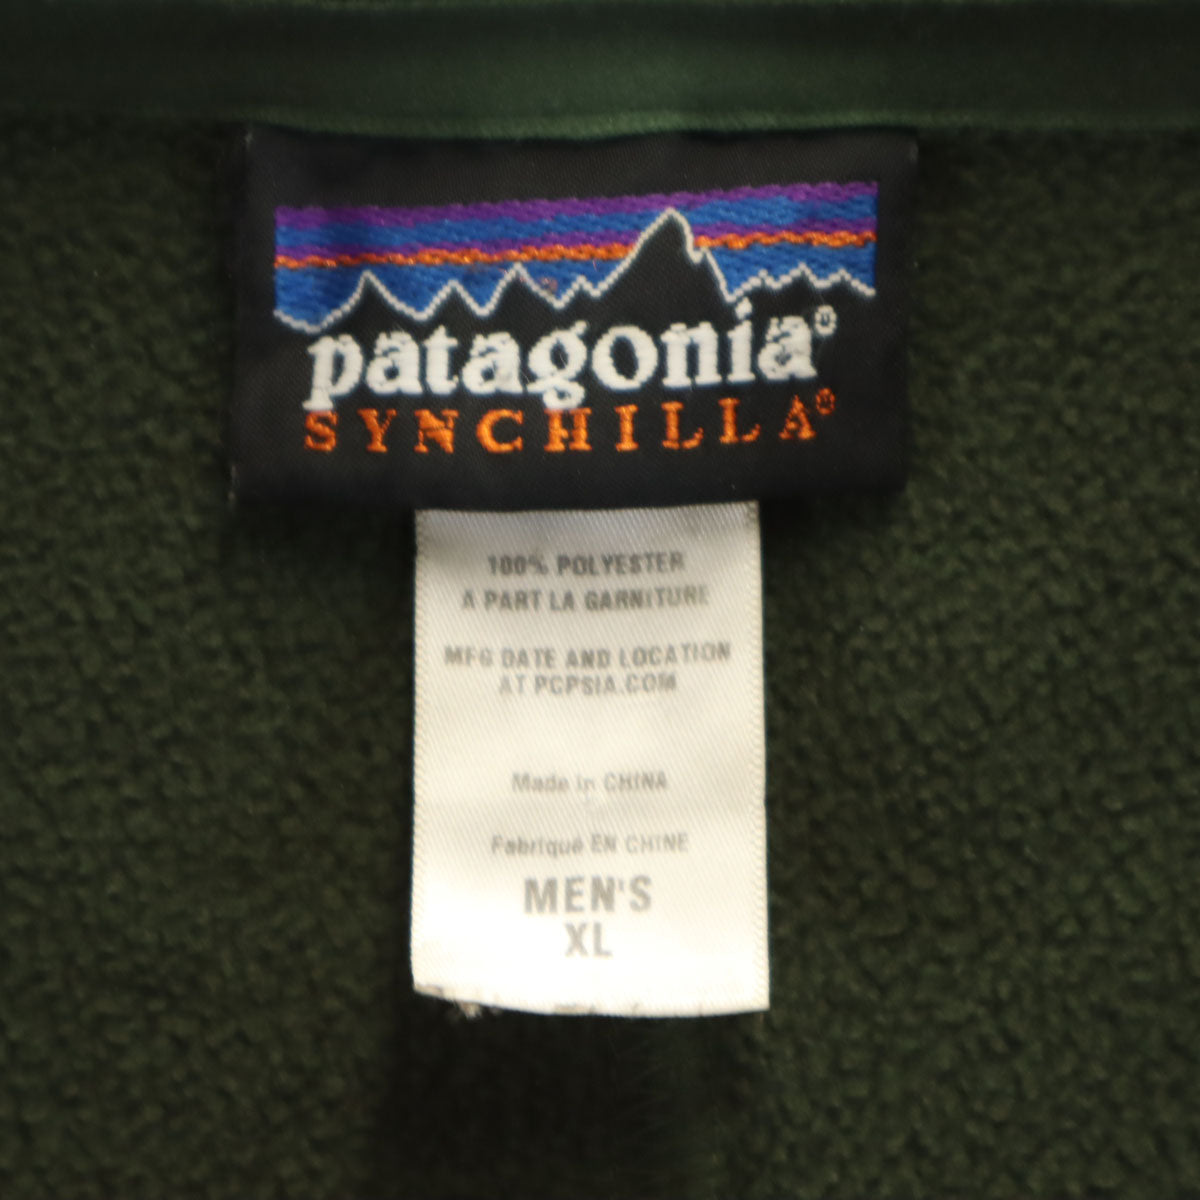 patagonia®
SYNCHILLA®
100% POLYESTER
A PART LA GARNITURE
MFG DATE AND LOCATION
AT PCPSIA.COM
Made in CHINA
Fabriqué EN CHINE
MEN'S
XL